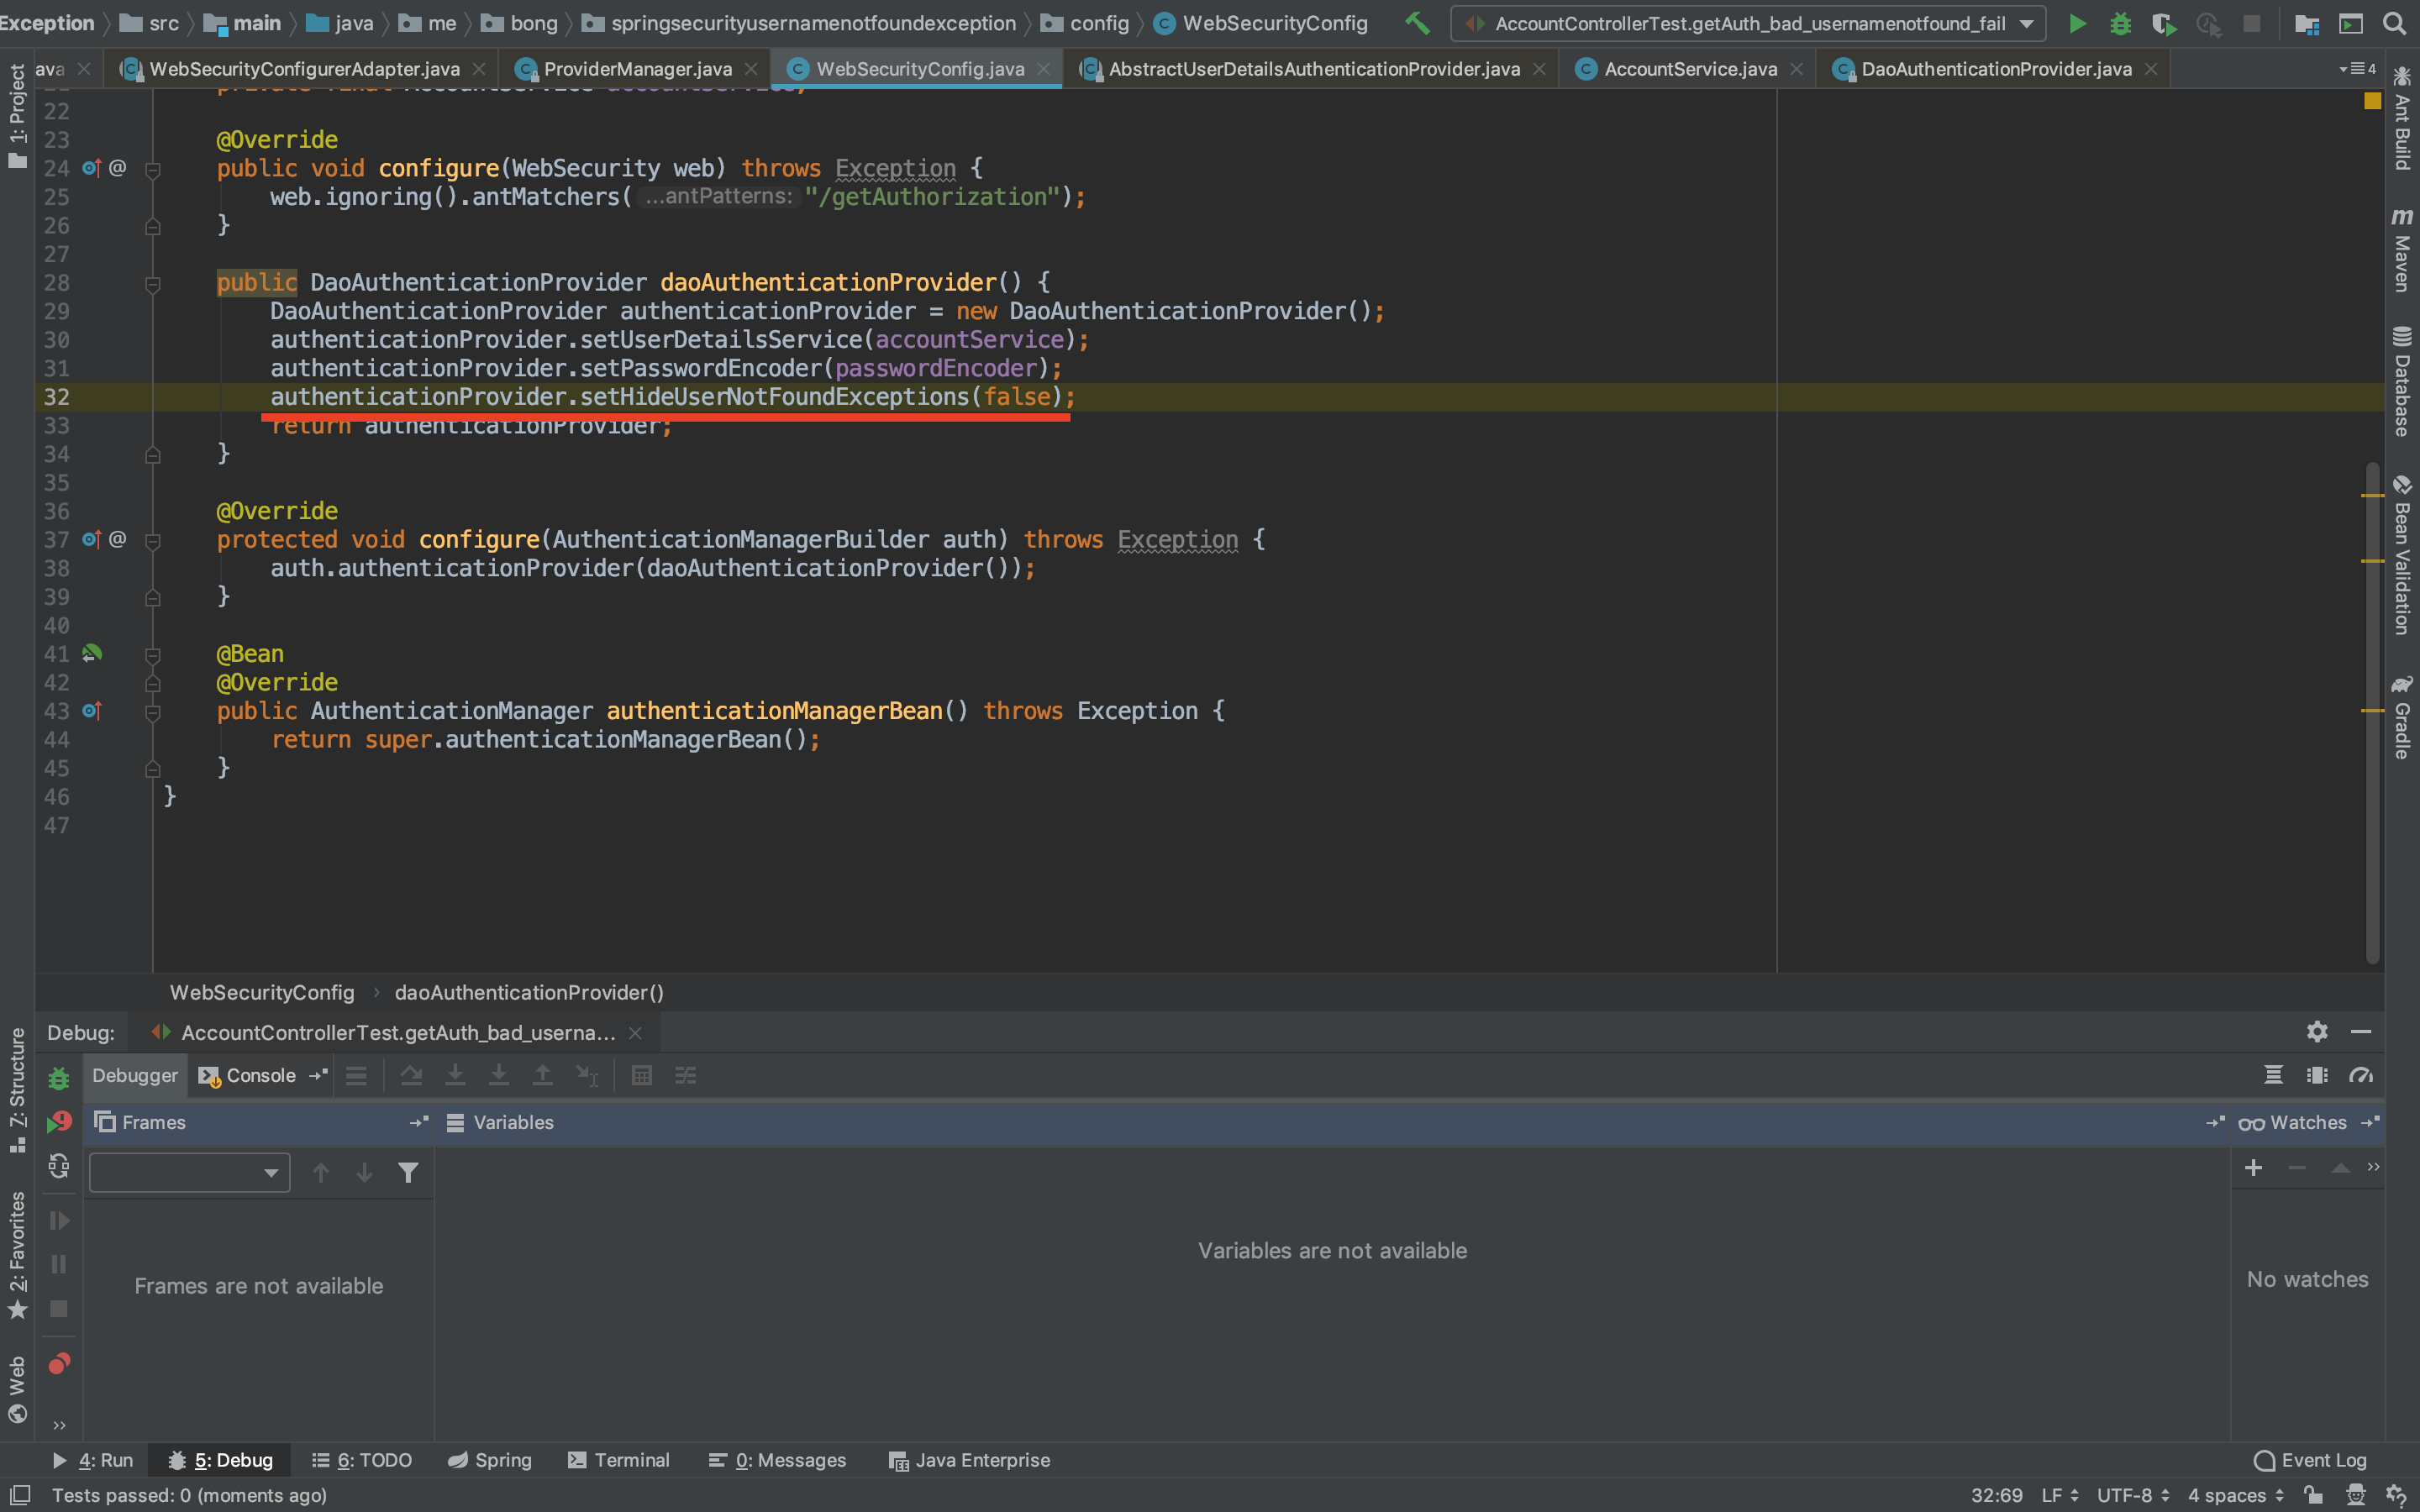 Exception src main java me bong springsecurityusernamenotfoundexception config WebSecurityConfig AccountControllerTest.getAuth_bad_usernamenotfound_fail
ava WebSecurityConfigurerAdapter.java ProviderManager.java WebSecurityConfig.java AbstractUserDetailsAuthenticationProvider.java AccountService.java DaoAuthenticationProvider.java 4
1: Project
Z: Structure
2: Favorites
Web
Ant Build
Maven
Database
Bean Validation
Gradle
private final AccountService accountService;
22
23 @Override
24 @ public void configure(WebSecurity web) throws Exception {
25 web.ignoring().antMatchers( ...antPatterns: "/getAuthorization");
26 }
27
28 public DaoAuthenticationProvider daoAuthenticationProvider() {
29 DaoAuthenticationProvider authenticationProvider = new DaoAuthenticationProvider();
30 authenticationProvider.setUserDetailsService(accountService);
31 authenticationProvider.setPasswordEncoder(passwordEncoder);
32 authenticationProvider.setHideUserNotFoundExceptions(false);
33 return authenticationProvider;
34 }
35
36 @Override
37 @ protected void configure(AuthenticationManagerBuilder auth) throws Exception {
38 auth.authenticationProvider(daoAuthenticationProvider());
39 }
40
41 @Bean
42 @Override
43 public AuthenticationManager authenticationManagerBean() throws Exception {
44 return super.authenticationManagerBean();
45 }
46 }
47
WebSecurityConfig daoAuthenticationProvider()
Debug: AccountControllerTest.getAuth_bad_userna...
Debugger Console
Frames Variables Watches
Frames are not available
Variables are not available
No watches
4: Run 5: Debug 6: TODO Spring Terminal 0: Messages Java Enterprise Event Log
Tests passed: 0 (moments ago) 32:69 LF UTF-8 4 spaces